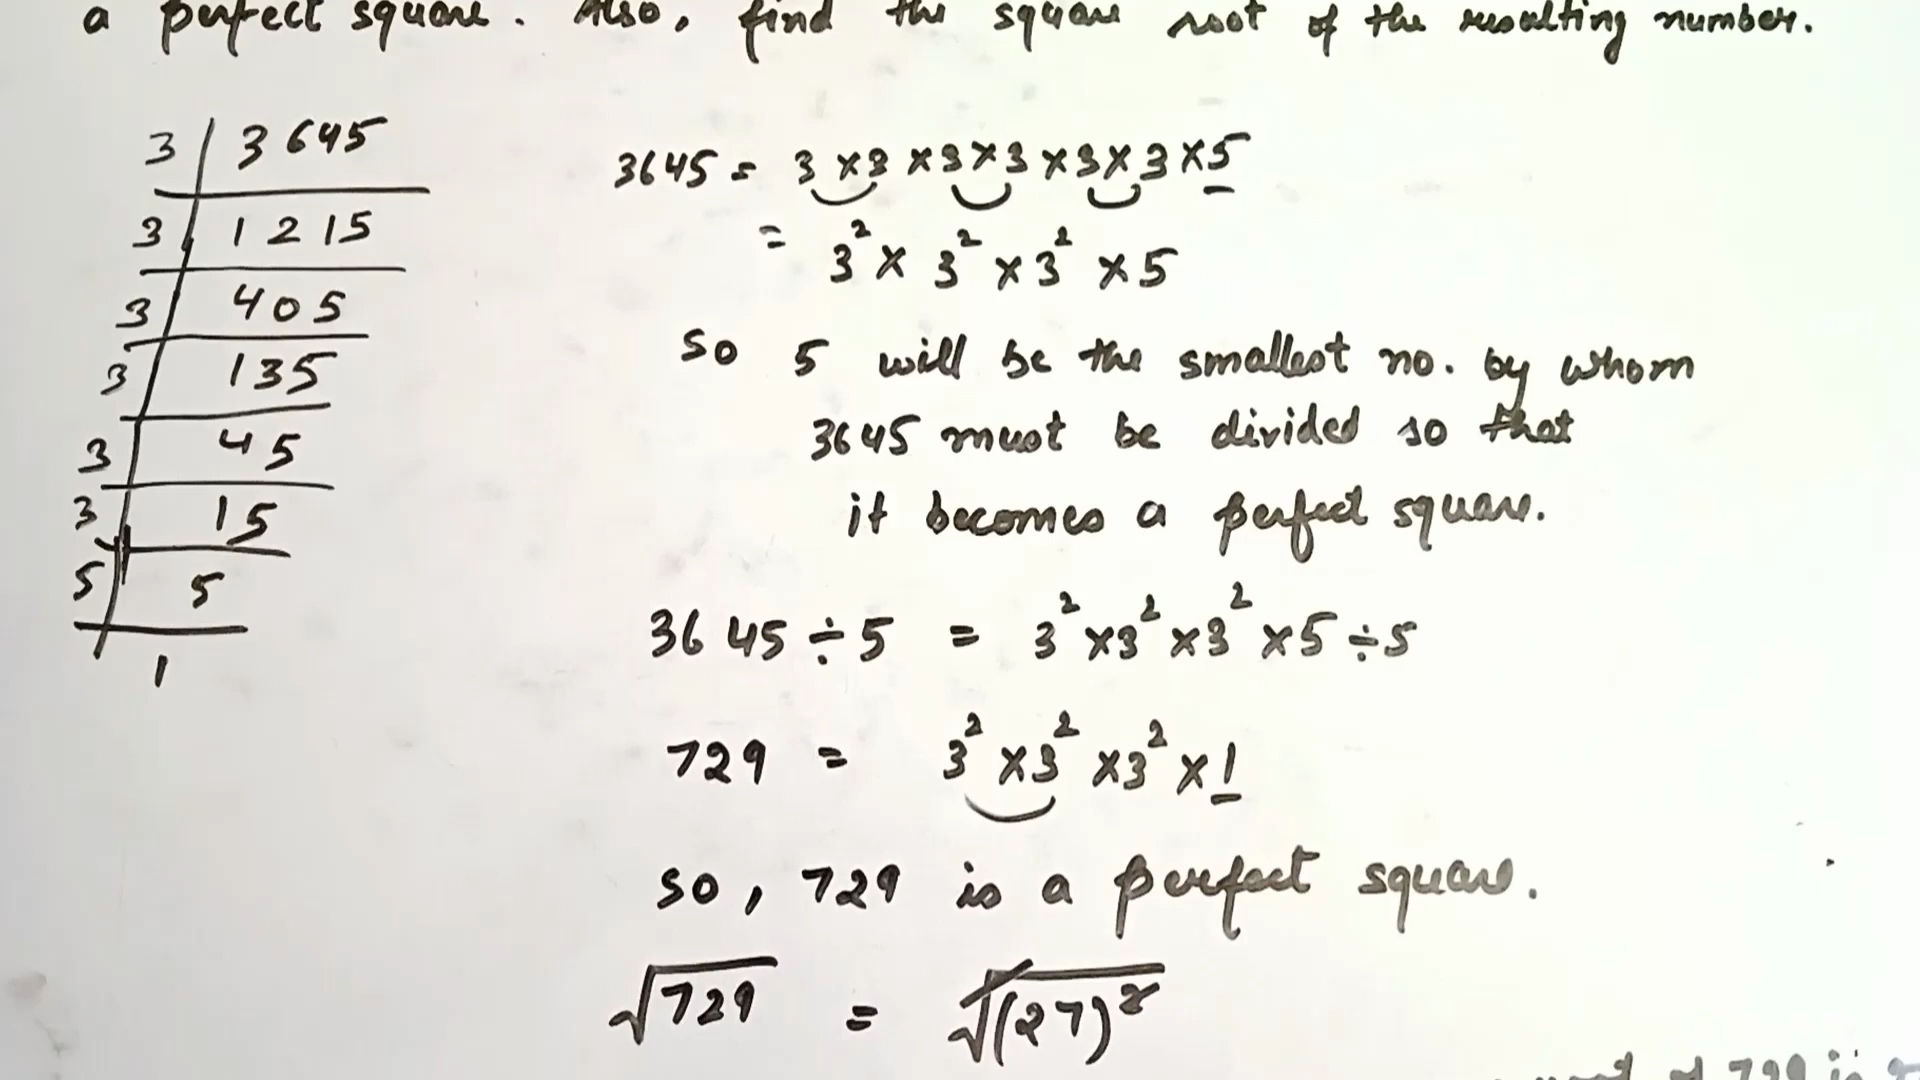 a perfect square. Also, find the square root of the resulting number.
3 | 3645
3 | 1215
3 | 405
3 | 135
3 | 45
3 | 15
5 | 5
1
3645 = 3 × 3 × 3 × 3 × 3 × 3 × 5
= 3² × 3² × 3² × 5
so 5 will be the smallest no. by whom
3645 must be divided so that
it becomes a perfect square.
3645 ÷ 5 = 3² × 3² × 3² × 5 ÷ 5
729 = 3² × 3² × 3² × 1
so, 729 is a perfect square.
√729 = √(27)²
of 729 is